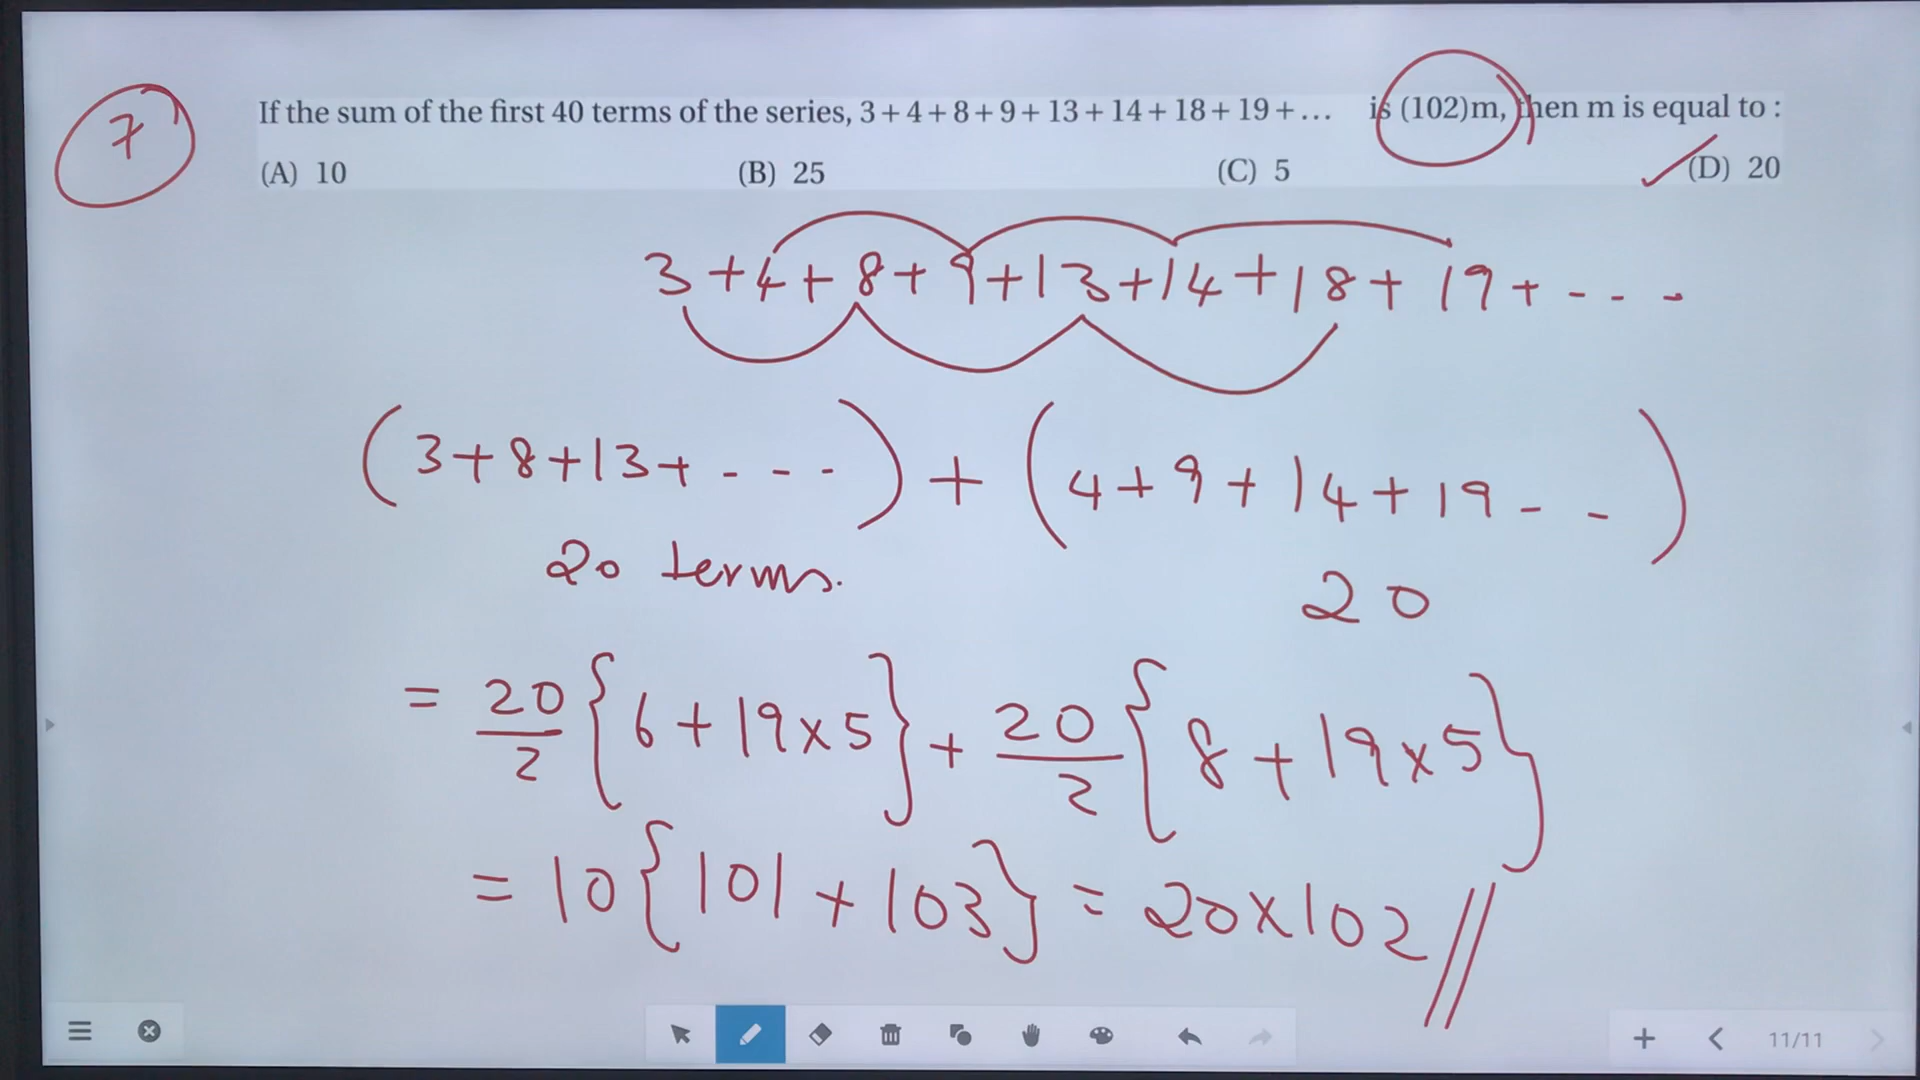 7
If the sum of the first 40 terms of the series, 3+4+8+9+13+14+18+19+... is (102)m, then m is equal to :
(A) 10 (B) 25 (C) 5 (D) 20
3+4+8+9+13+14+18+19+---
(3+8+13+---)+(4+9+14+19--)
20 terms. 20
= 20/2 {6+19×5} + 20/2 {8+19×5}
= 10{101+103} = 20×102//
11/11